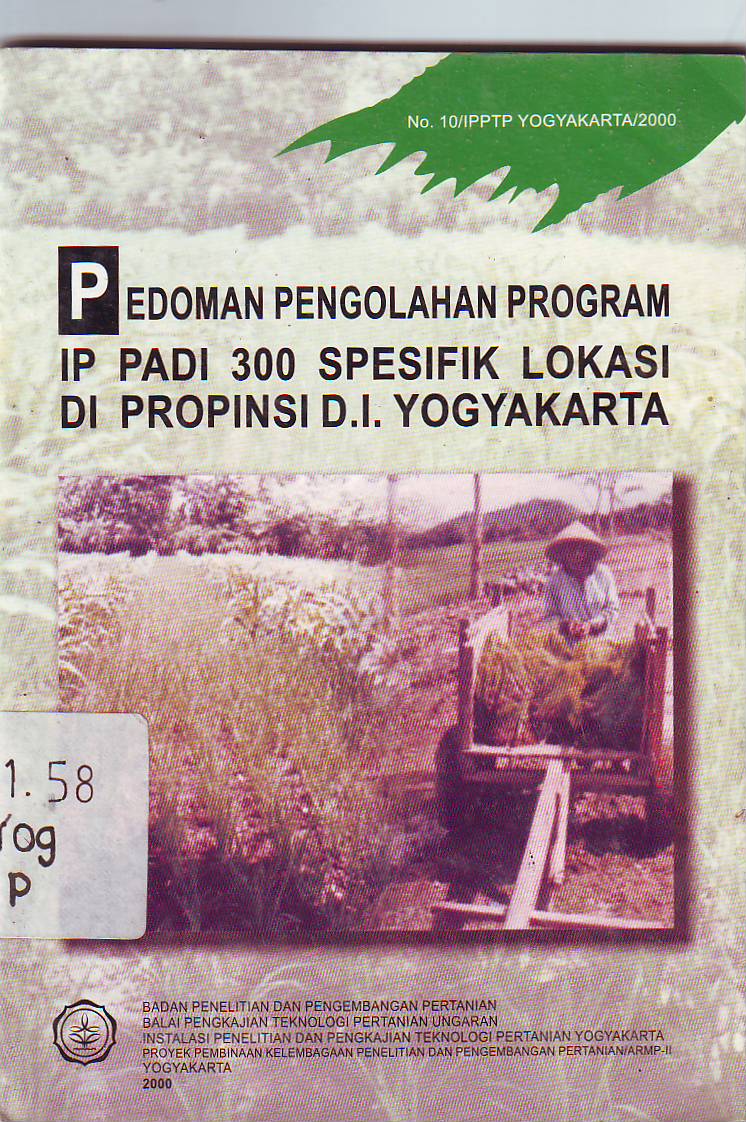 No. 10/IPPTP YOGYAKARTA/2000
PEDOMAN PENGOLAHAN PROGRAM
IP PADI 300 SPESIFIK LOKASI
DI PROPINSI D.I. YOGYAKARTA
1.58
Yog
p
BADAN PENELITIAN DAN PENGEMBANGAN PERTANIAN
BALAI PENGKAJIAN TEKNOLOGI PERTANIAN UNGARAN
INSTALASI PENELITIAN DAN PENGKAJIAN TEKNOLOGI PERTANIAN YOGYAKARTA
PROYEK PEMBINAAN KELEMBAGAAN PENELITIAN DAN PENGEMBANGAN PERTANIAN/ARMP-II
YOGYAKARTA
2000